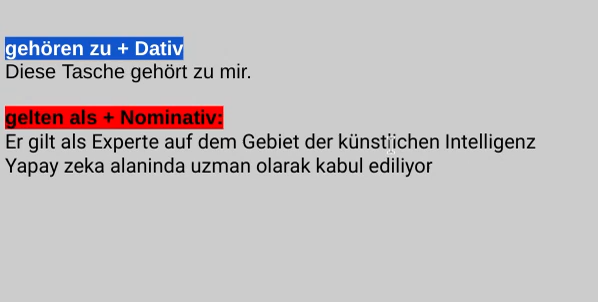 gehören zu + Dativ
Diese Tasche gehört zu mir.
gelten als + Nominativ:
Er gilt als Experte auf dem Gebiet der künstlichen Intelligenz
Yapay zeka alaninda uzman olarak kabul ediliyor